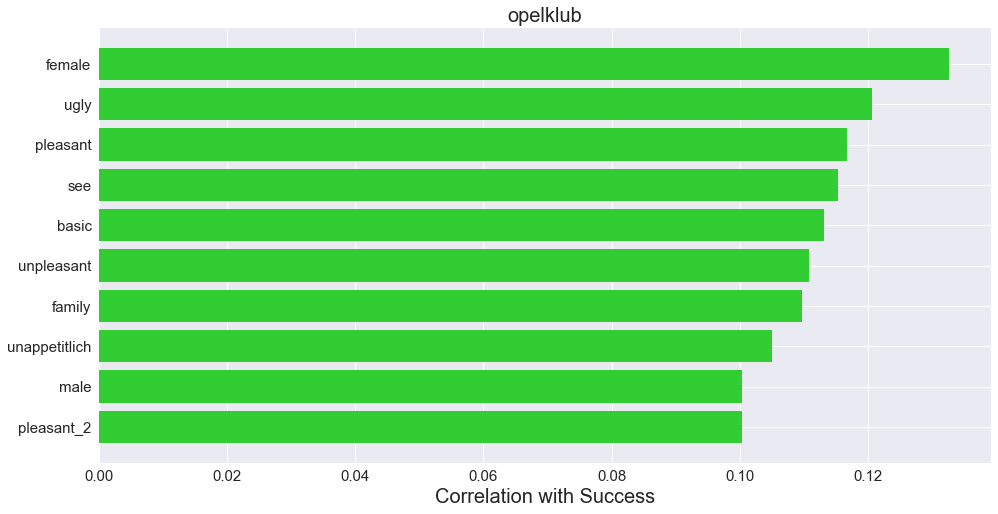 opelklub
female
ugly
pleasant
see
basic
unpleasant
family
unappetitlich
male
pleasant_2
0.00 0.02 0.04 0.06 0.08 0.10 0.12
Correlation with Success